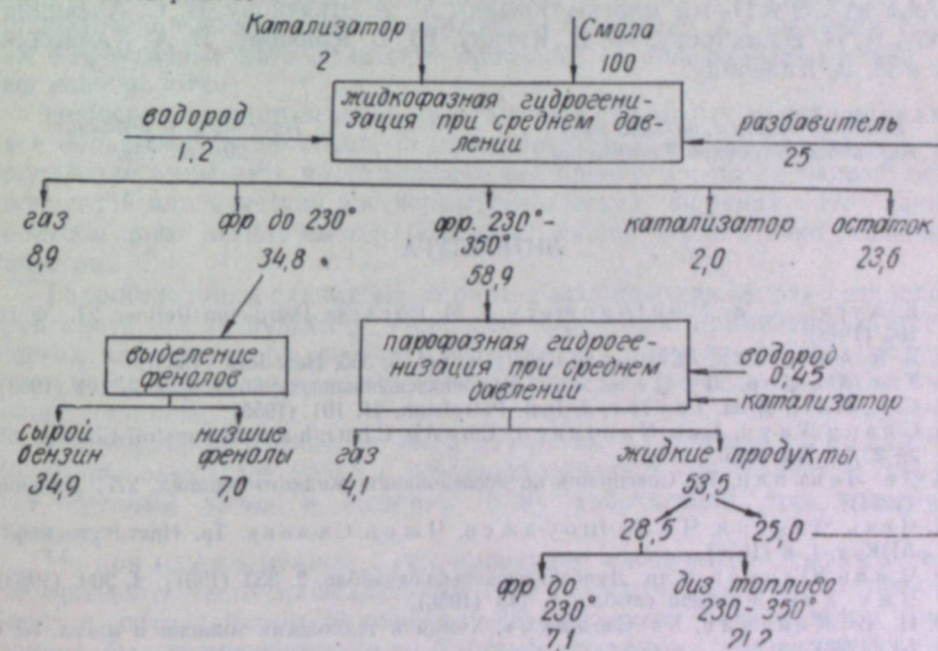 Катализатор
2
Смола
100
жидкофазная гидрогени-
зация при среднем дав-
лении
водород
1,2
разбавитель
25
газ
8,9
фр до 230°
34,8
фр. 230°-
350°
58,9
катализатор
2,0
остаток
23,6
выделение
фенолов
парофазная гидроге-
низация при среднем
давлении
водород
0,45
катализатор
сырой
бензин
34,9
низшие
фенолы
7,0
газ
4,1
жидкие продукты
53,5
28,5
25,0
фр до
230°
7,1
диз топливо
230-350°
21,2